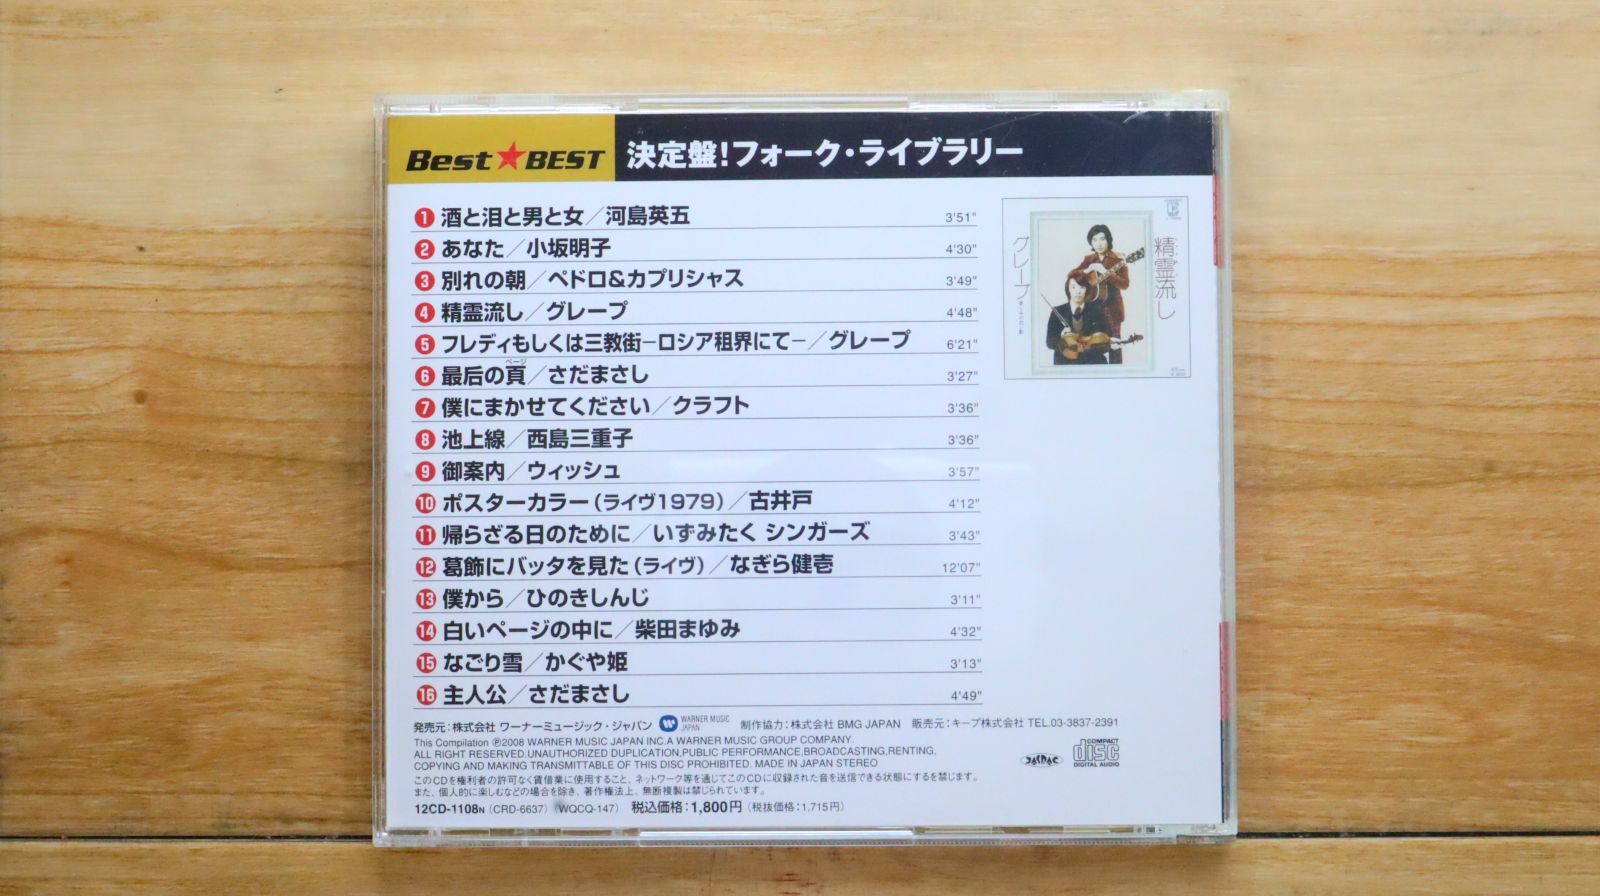 Best★BEST 決定盤!フォーク・ライブラリー
1 酒と泪と男と女/河島英五 3'51"
2 あなた/小坂明子 4'30"
3 別れの朝/ペドロ&カプリシャス 3'49"
4 精霊流し/グレープ 4'48"
5 フレディもしくは三教街-ロシア租界にて-/グレープ 6'21"
6 最后の頁/さだまさし 3'27"
ページ
7 僕にまかせてください/クラフト 3'36"
8 池上線/西島三重子 3'36"
9 御案内/ウィッシュ 3'57"
10 ポスターカラー(ライヴ1979)/古井戸 4'12"
11 帰らざる日のために/いずみたく シンガーズ 3'43"
12 葛飾にバッタを見た(ライヴ)/なぎら健壱 12'07"
13 僕から/ひのきしんじ 3'11"
14 白いページの中に/柴田まゆみ 4'32"
15 なごり雪/かぐや姫 3'13"
16 主人公/さだまさし 4'49"
精霊流し
グレープ
発売元:株式会社 ワーナーミュージック・ジャパン WARNER MUSIC JAPAN 制作協力:株式会社 BMG JAPAN 販売元:キープ株式会社 TEL.03-3837-2391
This Compilation ℗2008 WARNER MUSIC JAPAN INC.A WARNER MUSIC GROUP COMPANY.
ALL RIGHT RESERVED.UNAUTHORIZED DUPLICATION,PUBLIC PERFORMANCE,BROADCASTING,RENTING,
COPYING AND MAKING TRANSMITTABLE OF THIS DISC PROHIBITED. MADE IN JAPAN STEREO
JASRAC
COMPACT disc DIGITAL AUDIO
このCDを権利者の許可なく賃借業に使用すること、ネットワーク等を通じてこのCDに収録された音を送信できる状態にするを禁じます。
また、個人的に楽しむなどの場合を除き、著作権法上、無断複製は禁じられています。
12CD-1108N (CRD-6637) (WQCQ-147) 税込価格:1,800円 (税抜価格:1,715円)